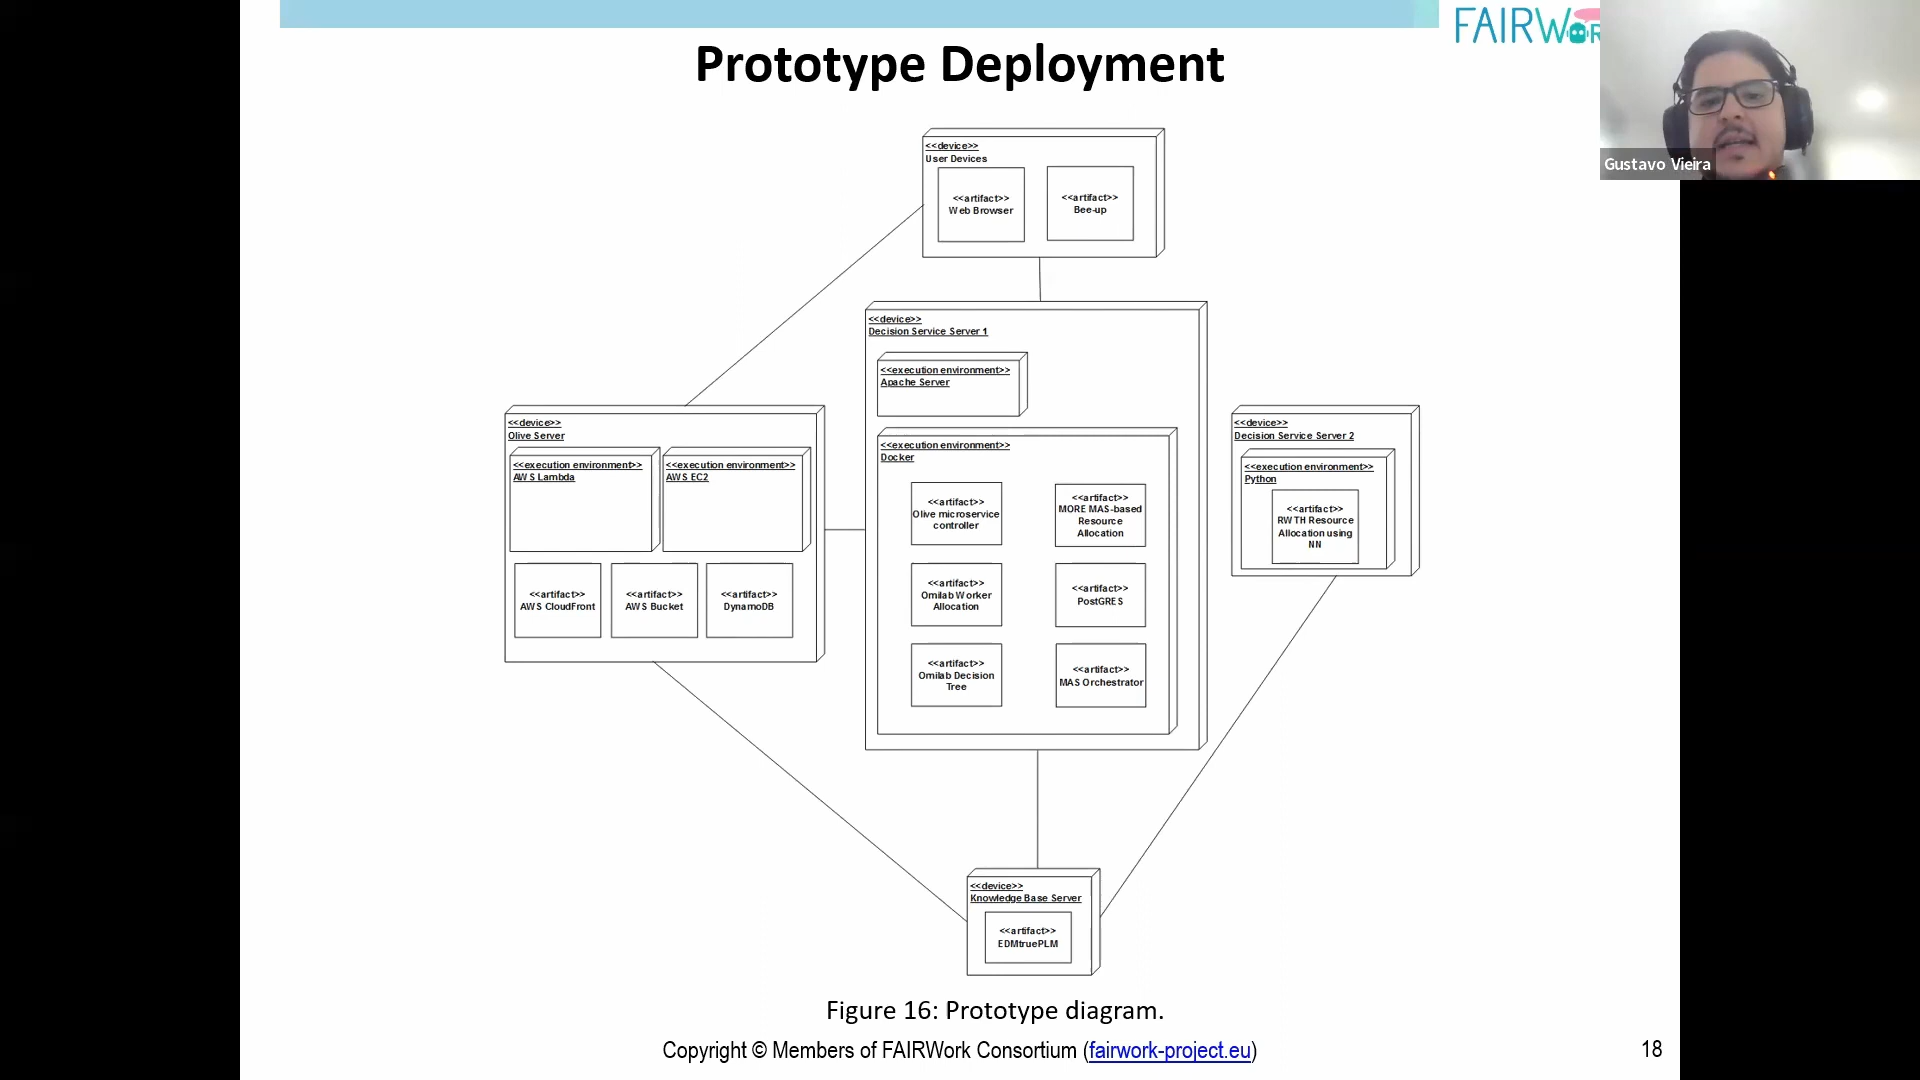 FAIRWor
Prototype Deployment
Gustavo Vieira
<<device>>
User Devices
<<artifact>>
Web Browser
<<artifact>>
Bee-up
<<device>>
Decision Service Server 1
<<execution environment>>
Apache Server
<<execution environment>>
Docker
<<artifact>>
Olive microservice
controller
<<artifact>>
MORE MAS-based
Resource
Allocation
<<artifact>>
Omilab Worker
Allocation
<<artifact>>
PostGRES
<<artifact>>
Omilab Decision
Tree
<<artifact>>
MAS Orchestrator
<<device>>
Olive Server
<<execution environment>>
AWS Lambda
<<execution environment>>
AWS EC2
<<artifact>>
AWS CloudFront
<<artifact>>
AWS Bucket
<<artifact>>
DynamoDB
<<device>>
Decision Service Server 2
<<execution environment>>
Python
<<artifact>>
RWTH Resource
Allocation using
NN
<<device>>
Knowledge Base Server
<<artifact>>
EDMtruePLM
Figure 16: Prototype diagram.
Copyright © Members of FAIRWork Consortium (fairwork-project.eu)
18